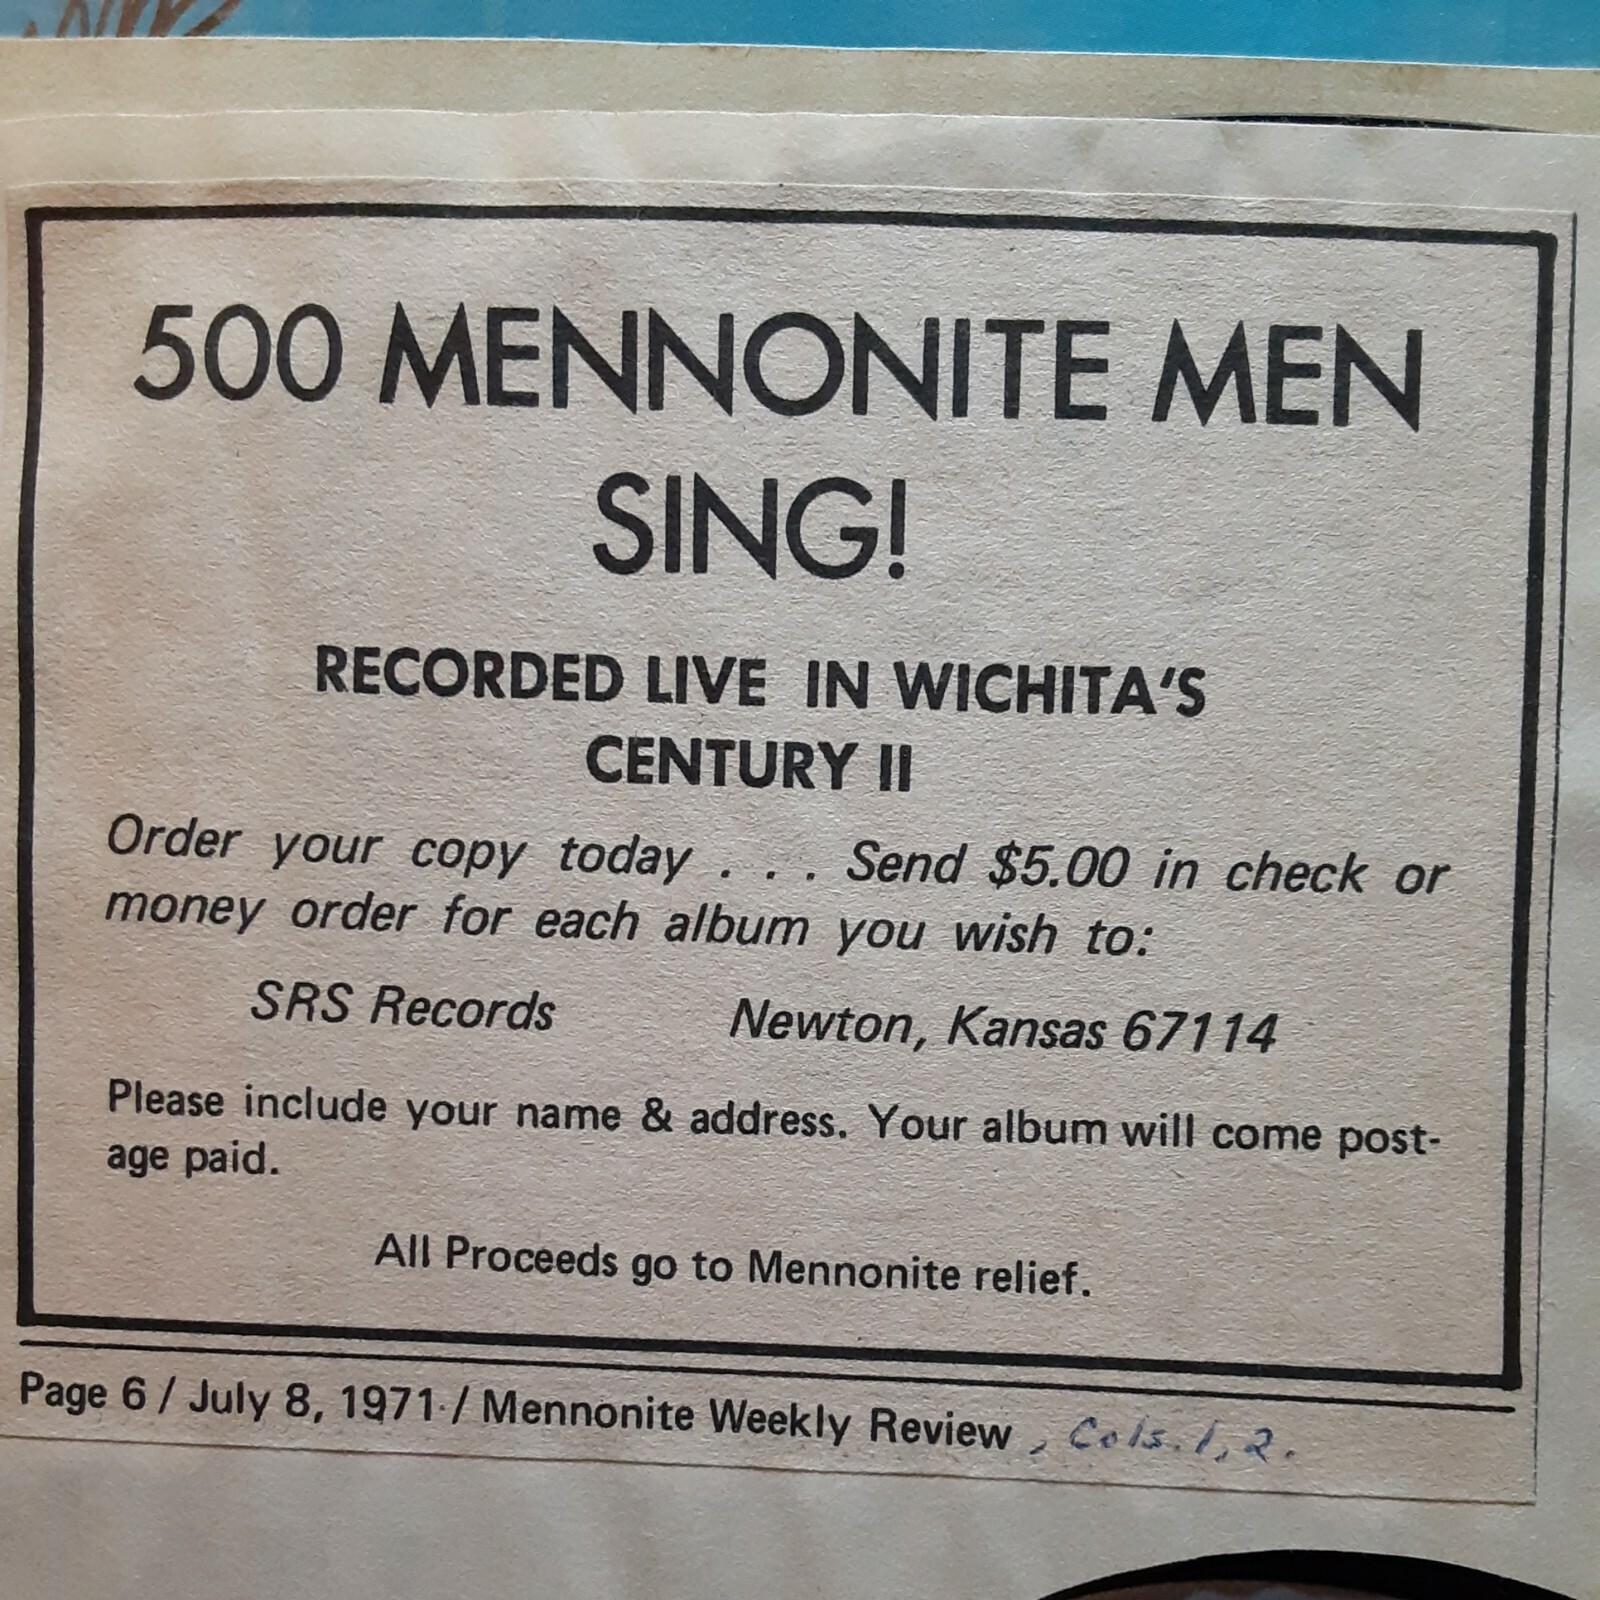 500 MENNONITE MEN
SING!
RECORDED LIVE IN WICHITA'S
CENTURY II
Order your copy today . . . Send $5.00 in check or
money order for each album you wish to:
SRS Records Newton, Kansas 67114
Please include your name & address. Your album will come post-
age paid.
All Proceeds go to Mennonite relief.
Page 6 / July 8, 1971 / Mennonite Weekly Review , Cols. 1, 2.